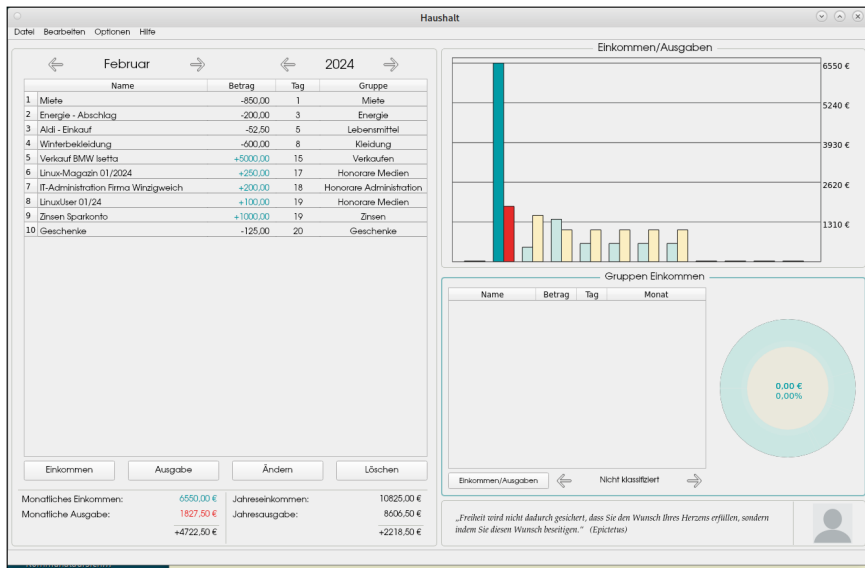 Haushalt
Datei Bearbeiten Optionen Hilfe
Februar 2024
Name Betrag Tag Gruppe
1 Miete -850,00 1 Miete
2 Energie - Abschlag -200,00 3 Energie
3 Aldi - Einkauf -52,50 5 Lebensmittel
4 Winterbekleidung -600,00 8 Kleidung
5 Verkauf BMW Isetta +5000,00 15 Verkaufen
6 Linux-Magazin 01/2024 +250,00 17 Honorare Medien
7 IT-Administration Firma Winzigweich +200,00 18 Honorare Administration
8 LinuxUser 01/24 +100,00 19 Honorare Medien
9 Zinsen Sparkonto +1000,00 19 Zinsen
10 Geschenke -125,00 20 Geschenke
Einkommen Ausgabe Ändern Löschen
Monatliches Einkommen: 6550,00 € Jahreseinkommen: 10825,00 €
Monatliche Ausgabe: 1827,50 € Jahresausgabe: 8606,50 €
+4722,50 € +2218,50 €
Einkommen/Ausgaben
6550 €
5240 €
3930 €
2620 €
1310 €
Gruppen Einkommen
Name Betrag Tag Monat
0,00 €
0,00%
Einkommen/Ausgaben Nicht klassifiziert
„Freiheit wird nicht dadurch gesichert, dass Sie den Wunsch Ihres Herzens erfüllen, sondern
indem Sie diesen Wunsch beseitigen.“ (Epictetus)